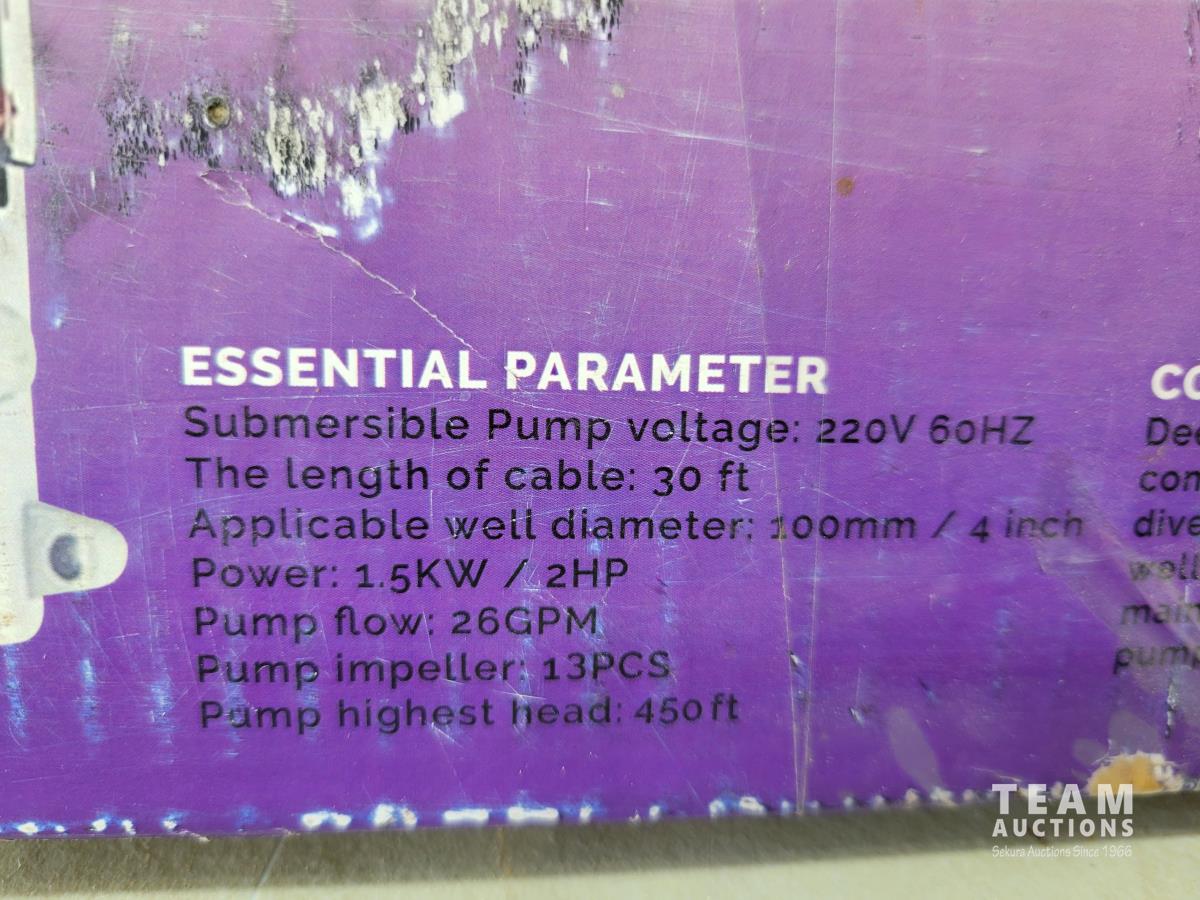 ESSENTIAL PARAMETER
Submersible Pump voltage: 220V 60HZ
The length of cable: 30 ft
Applicable well diameter: 100mm / 4 inch
Power: 1.5KW / 2HP
Pump flow: 26GPM
Pump impeller: 13PCS
Pump highest head: 450ft
pump
TEAM
AUCTIONS
Sekura Auctions Since 1966